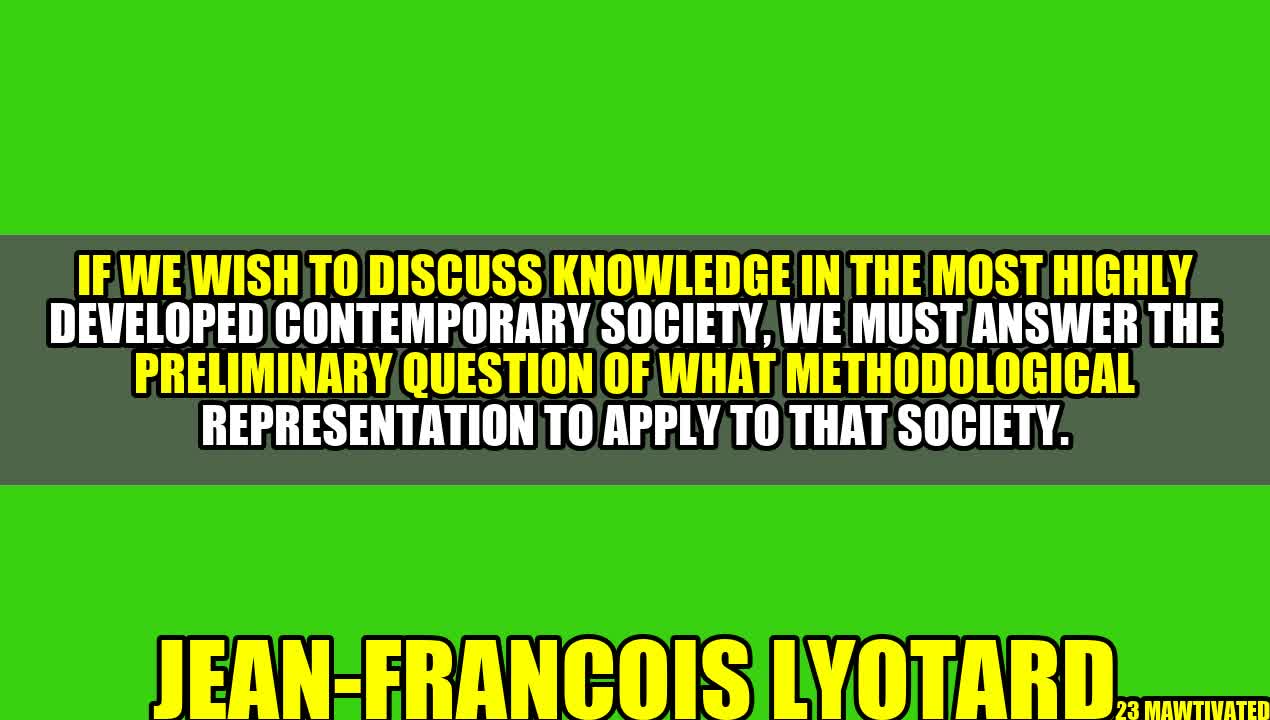 IF WE WISH TO DISCUSS KNOWLEDGE IN THE MOST HIGHLY
DEVELOPED CONTEMPORARY SOCIETY, WE MUST ANSWER THE
PRELIMINARY QUESTION OF WHAT METHODOLOGICAL
REPRESENTATION TO APPLY TO THAT SOCIETY.
JEAN-FRANCOIS LYOTARD
23 MAWTIVATED